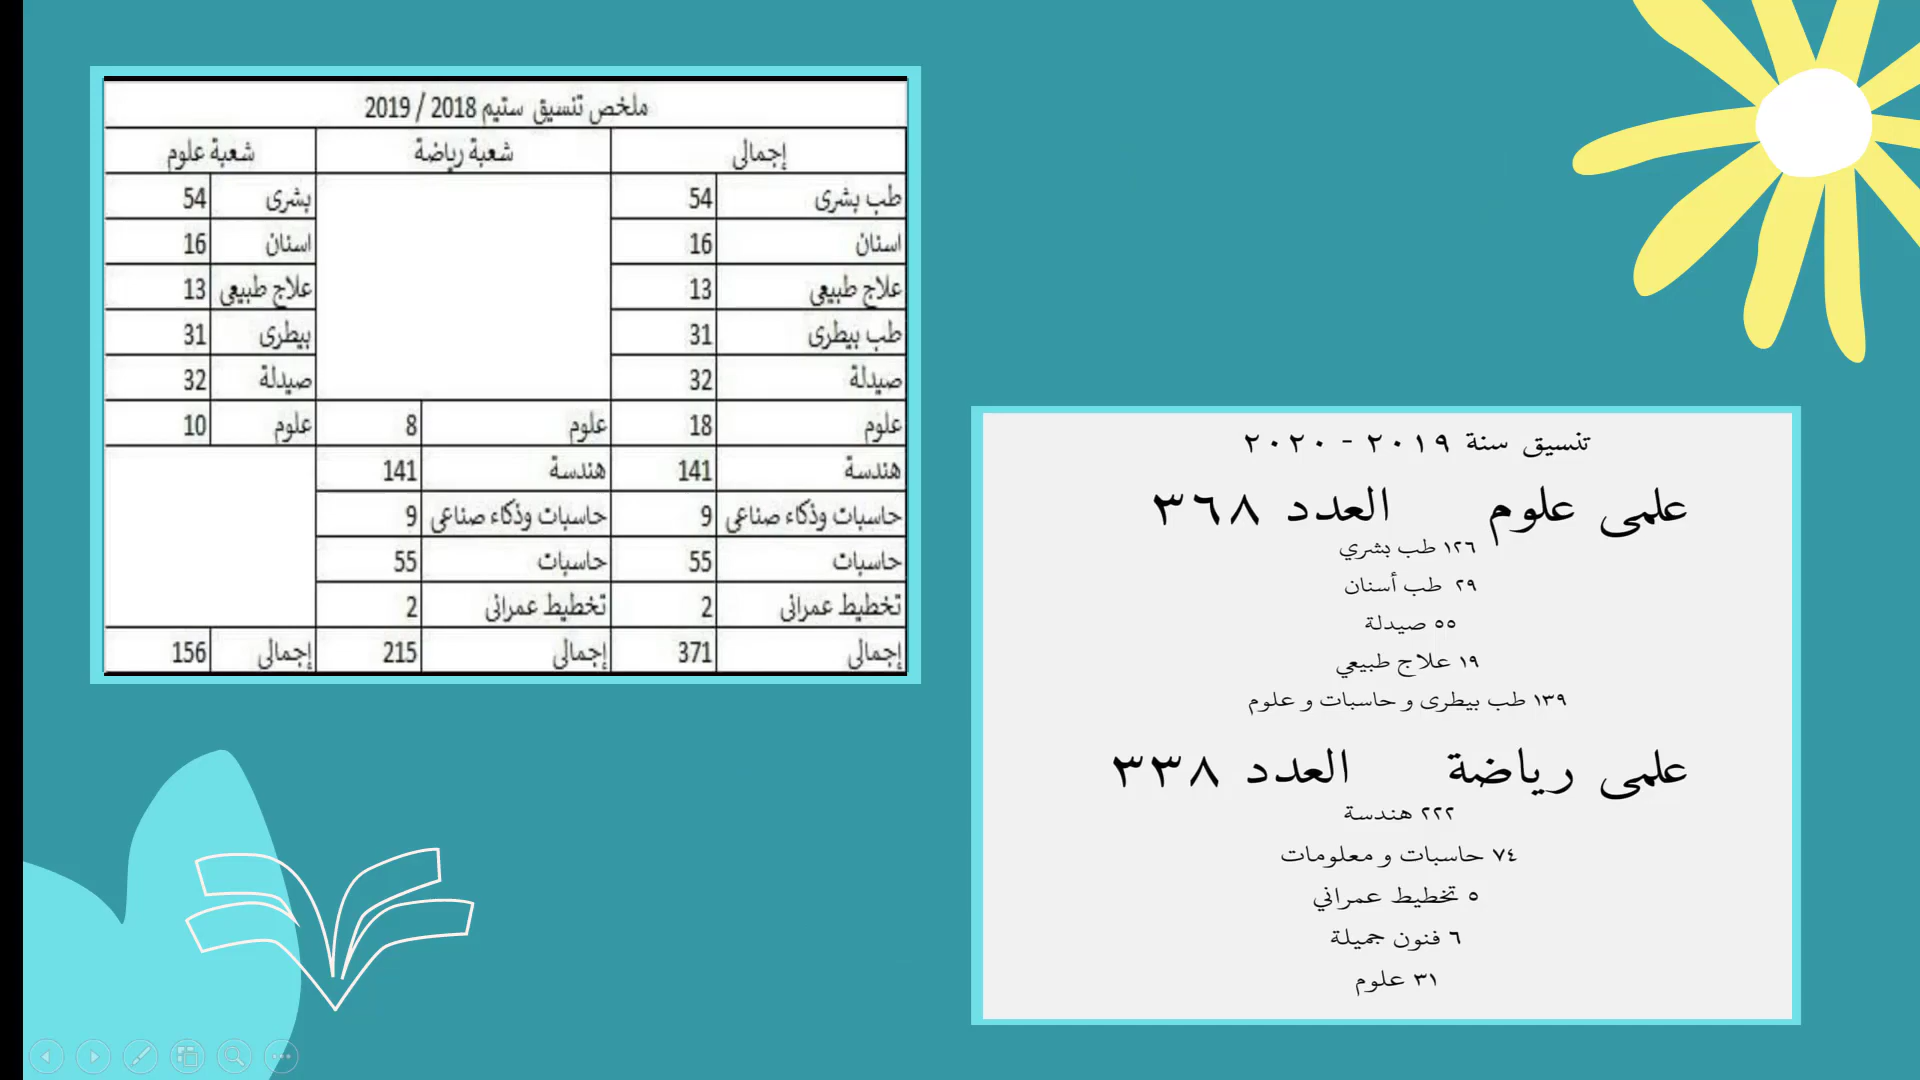 ملخص تنسيق ستيم 2018 / 2019
إجمالى شعبة رياضة شعبة علوم
طب بشرى 54 بشرى 54
اسنان 16 اسنان 16
علاج طبيعى 13 علاج طبيعى 13
طب بيطرى 31 بيطرى 31
صيدلة 32 صيدلة 32
علوم 18 علوم 8 علوم 10
هندسة 141 هندسة 141
حاسبات وذكاء صناعى 9 حاسبات وذكاء صناعى 9
حاسبات 55 حاسبات 55
تخطيط عمرانى 2 تخطيط عمرانى 2
إجمالى 371 إجمالى 215 إجمالى 156
تنسيق سنة ٢٠١٩ - ٢٠٢٠
علمى علوم العدد ٣٦٨
١٢٦ طب بشري
٢٩ طب أسنان
٥٥ صيدلة
١٩ علاج طبيعي
١٣٩ طب بيطرى و حاسبات و علوم
علمى رياضة العدد ٣٣٨
٢٢٢ هندسة
٧٤ حاسبات و معلومات
٥ تخطيط عمراني
٦ فنون جميلة
٣١ علوم